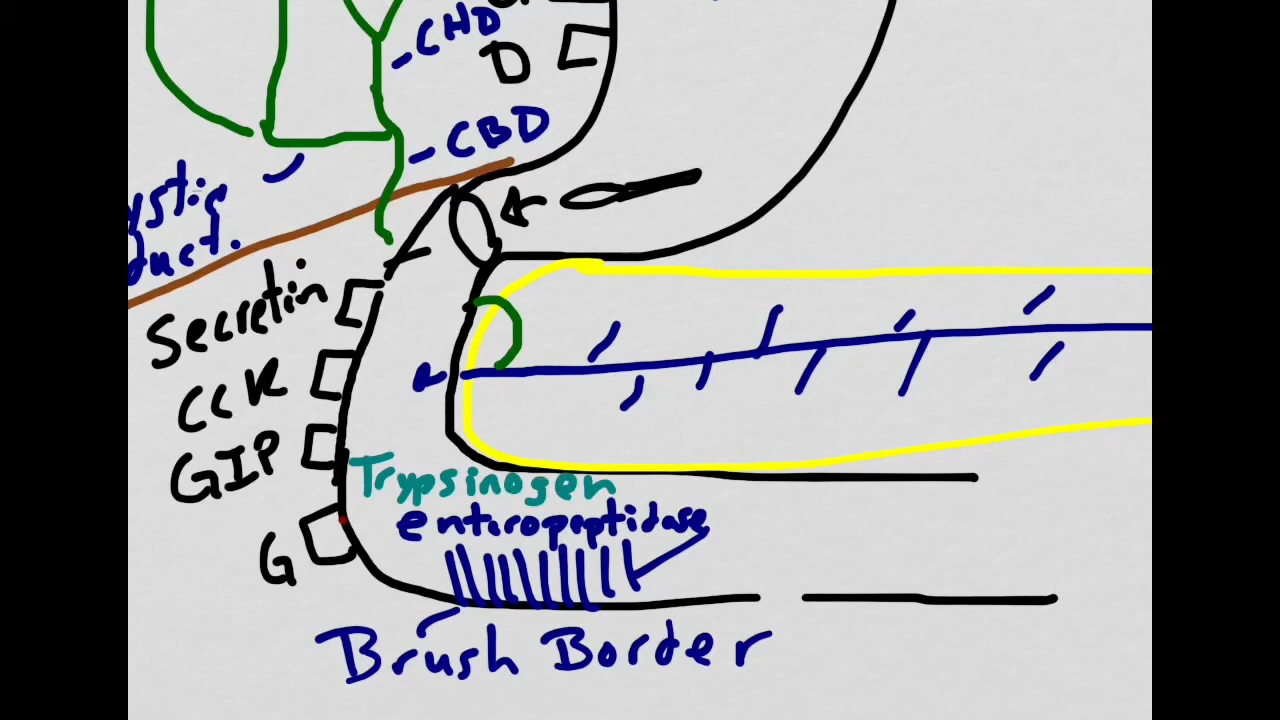 -CHD
D
-CBD
ystic
duct.
Secretin
CCK
GIP
G
Trypsinogen
enteropeptidase
Brush Border